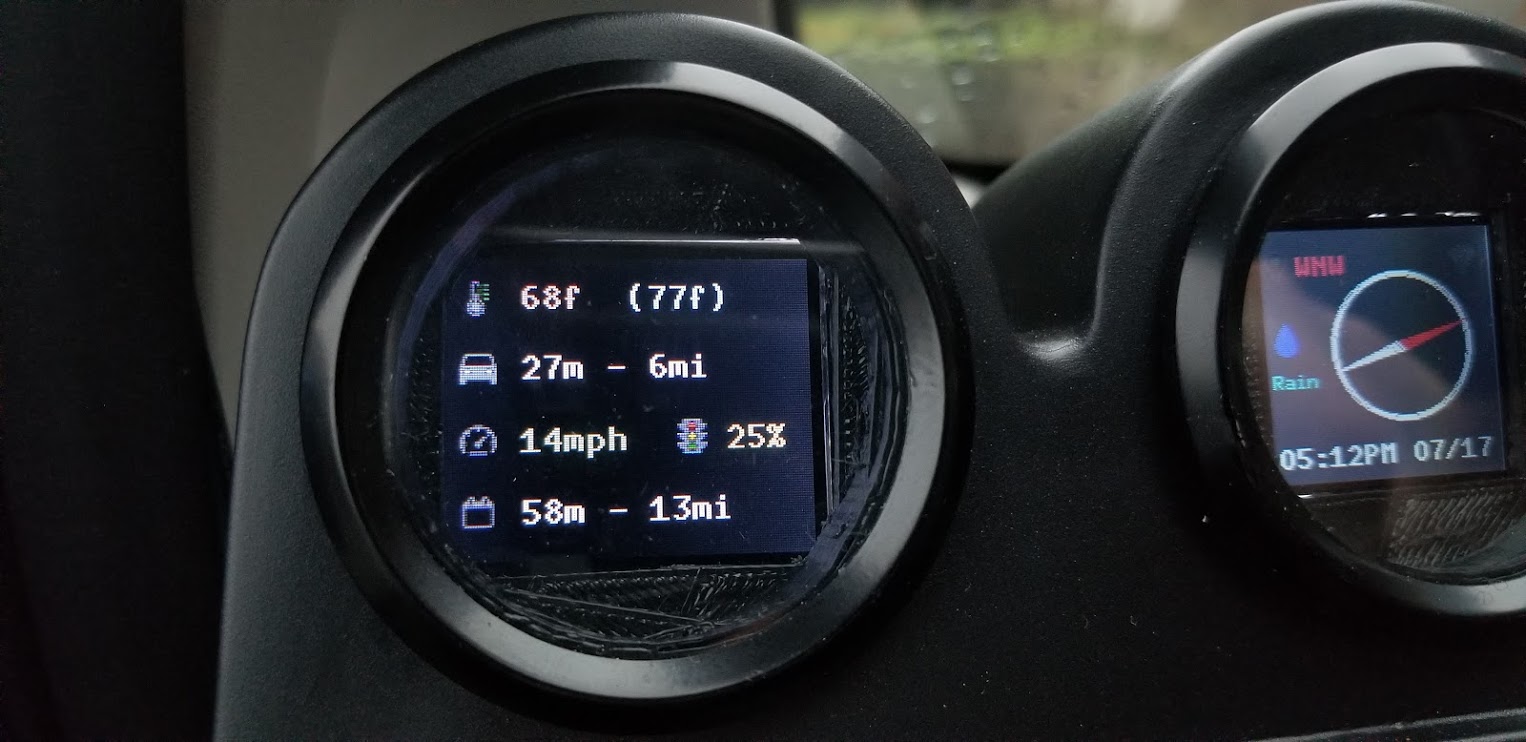 68f (77f)
27m - 6mi
14mph 25%
58m - 13mi
WNW
Rain
05:12PM 07/17